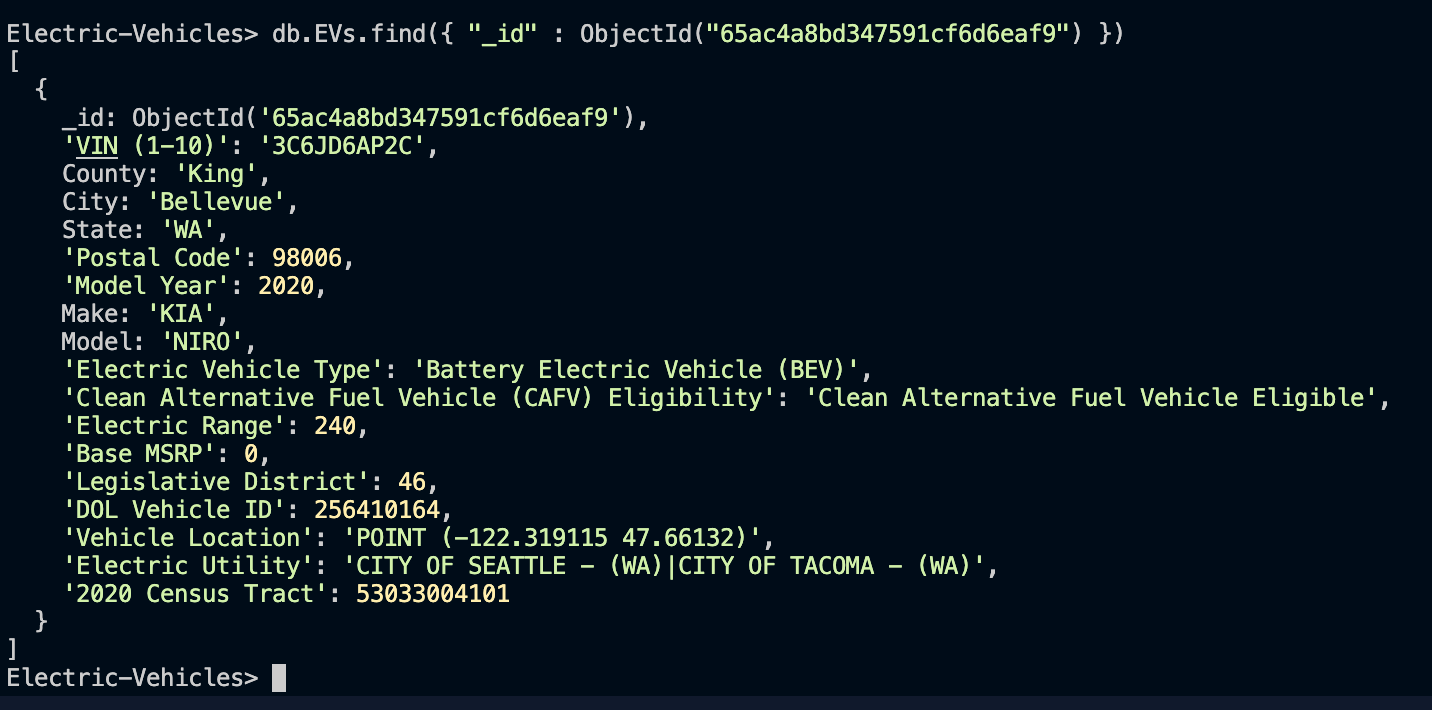 Electric-Vehicles> db.EVs.find({ "_id" : ObjectId("65ac4a8bd347591cf6d6eaf9") })
[
  {
    _id: ObjectId('65ac4a8bd347591cf6d6eaf9'),
    'VIN (1-10)': '3C6JD6AP2C',
    County: 'King',
    City: 'Bellevue',
    State: 'WA',
    'Postal Code': 98006,
    'Model Year': 2020,
    Make: 'KIA',
    Model: 'NIRO',
    'Electric Vehicle Type': 'Battery Electric Vehicle (BEV)',
    'Clean Alternative Fuel Vehicle (CAFV) Eligibility': 'Clean Alternative Fuel Vehicle Eligible',
    'Electric Range': 240,
    'Base MSRP': 0,
    'Legislative District': 46,
    'DOL Vehicle ID': 256410164,
    'Vehicle Location': 'POINT (-122.319115 47.66132)',
    'Electric Utility': 'CITY OF SEATTLE - (WA)|CITY OF TACOMA - (WA)',
    '2020 Census Tract': 53033004101
  }
]
Electric-Vehicles>